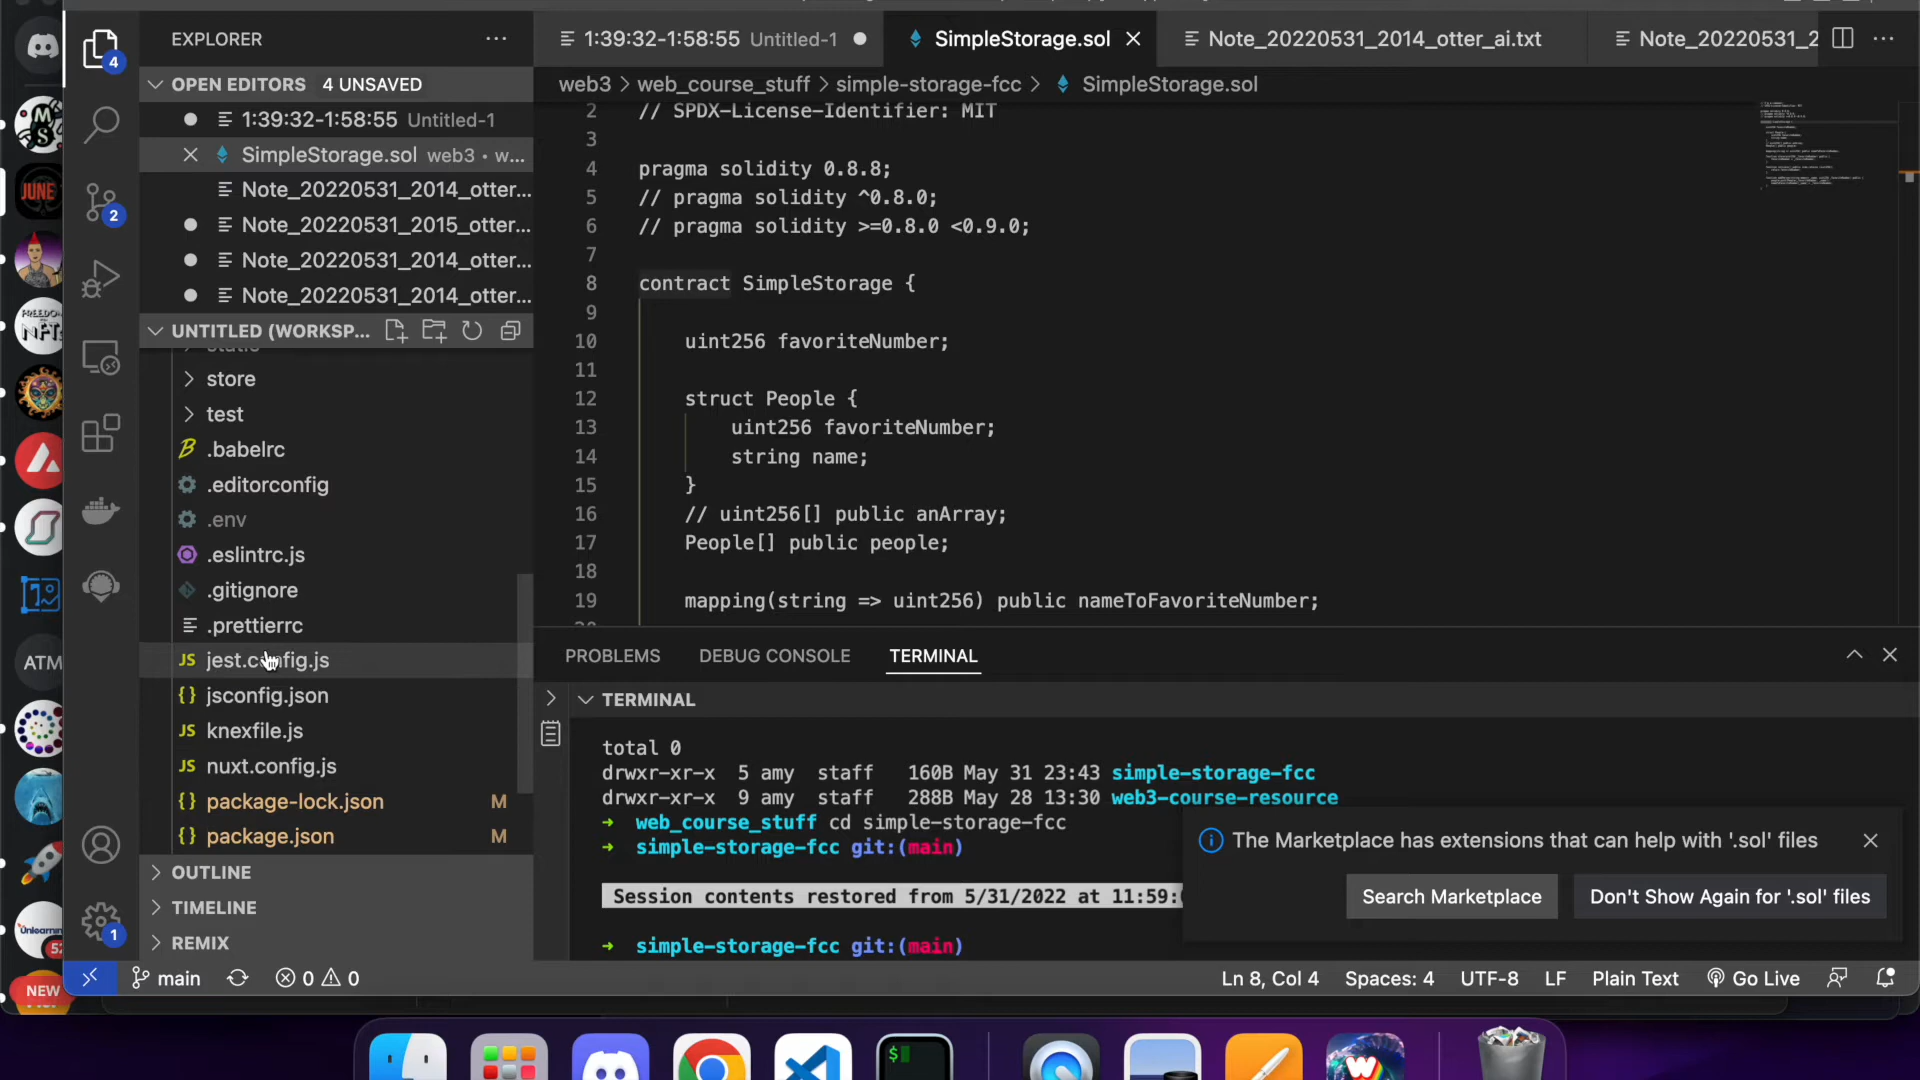 EXPLORER
OPEN EDITORS 4 UNSAVED
1:39:32-1:58:55 Untitled-1
SimpleStorage.sol web3 • w...
Note_20220531_2014_otter...
Note_20220531_2015_otter...
Note_20220531_2014_otter...
Note_20220531_2014_otter...
UNTITLED (WORKSP...
static
store
test
.babelrc
.editorconfig
.env
.eslintrc.js
.gitignore
.prettierrc
jest.config.js
jsconfig.json
knexfile.js
nuxt.config.js
package-lock.json M
package.json M
OUTLINE
TIMELINE
REMIX
1:39:32-1:58:55 Untitled-1
SimpleStorage.sol
Note_20220531_2014_otter_ai.txt
Note_20220531_2
web3 > web_course_stuff > simple-storage-fcc > SimpleStorage.sol
2 // SPDX-License-Identifier: MIT
3
4 pragma solidity 0.8.8;
5 // pragma solidity ^0.8.0;
6 // pragma solidity >=0.8.0 <0.9.0;
7
8 contract SimpleStorage {
9
10 uint256 favoriteNumber;
11
12 struct People {
13 uint256 favoriteNumber;
14 string name;
15 }
16 // uint256[] public anArray;
17 People[] public people;
18
19 mapping(string => uint256) public nameToFavoriteNumber;
20
PROBLEMS DEBUG CONSOLE TERMINAL
TERMINAL
total 0
drwxr-xr-x 5 amy staff 160B May 31 23:43 simple-storage-fcc
drwxr-xr-x 9 amy staff 288B May 28 13:30 web3-course-resource
→ web_course_stuff cd simple-storage-fcc
→ simple-storage-fcc git:(main)
Session contents restored from 5/31/2022 at 11:59:
→ simple-storage-fcc git:(main)
The Marketplace has extensions that can help with '.sol' files
Search Marketplace
Don't Show Again for '.sol' files
main 0 0
Ln 8, Col 4 Spaces: 4 UTF-8 LF Plain Text Go Live
4
2
1
MS
JUNE
FREEDOM
NFTs
ATM
Unlearnin
52
NEW
$
W